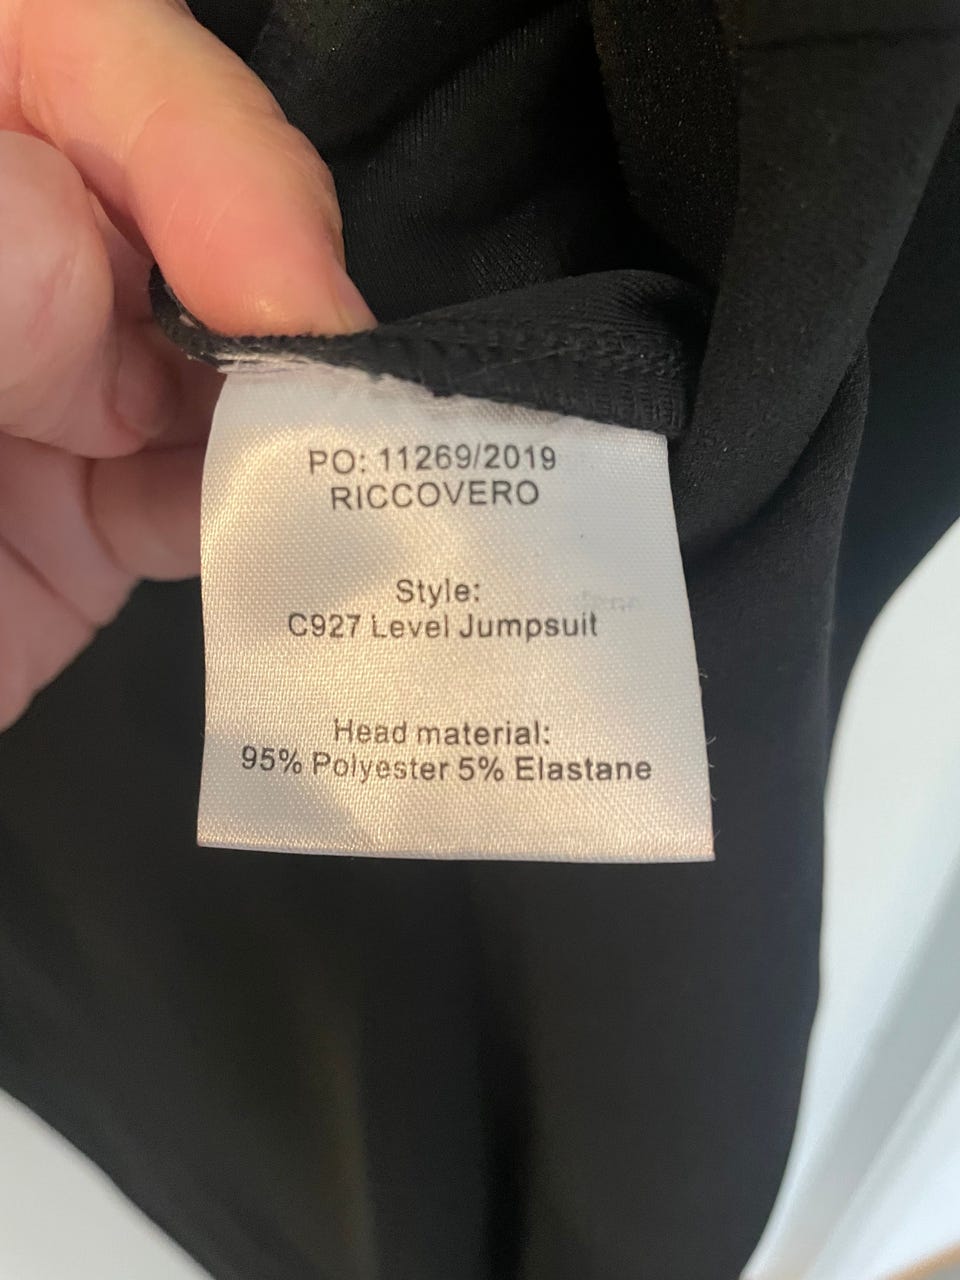 PO: 11269/2019
RICCOVERO
Style:
C927 Level Jumpsuit
Head material:
95% Polyester 5% Elastane